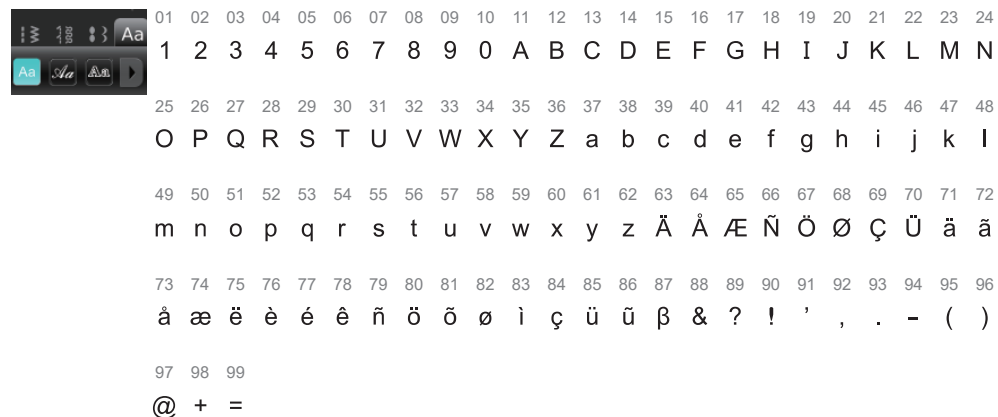 Aa
Aa Aa Aa
01 02 03 04 05 06 07 08 09 10 11 12 13 14 15 16 17 18 19 20 21 22 23 24
1 2 3 4 5 6 7 8 9 0 A B C D E F G H I J K L M N
25 26 27 28 29 30 31 32 33 34 35 36 37 38 39 40 41 42 43 44 45 46 47 48
O P Q R S T U V W X Y Z a b c d e f g h i j k l
49 50 51 52 53 54 55 56 57 58 59 60 61 62 63 64 65 66 67 68 69 70 71 72
m n o p q r s t u v w x y z Ä Å Æ Ñ Ö Ø Ç Ü ä ã
73 74 75 76 77 78 79 80 81 82 83 84 85 86 87 88 89 90 91 92 93 94 95 96
å æ ë è é ê ñ ö õ ø ì ç ü ũ β & ? ! ’ , . - ( )
97 98 99
@ + =